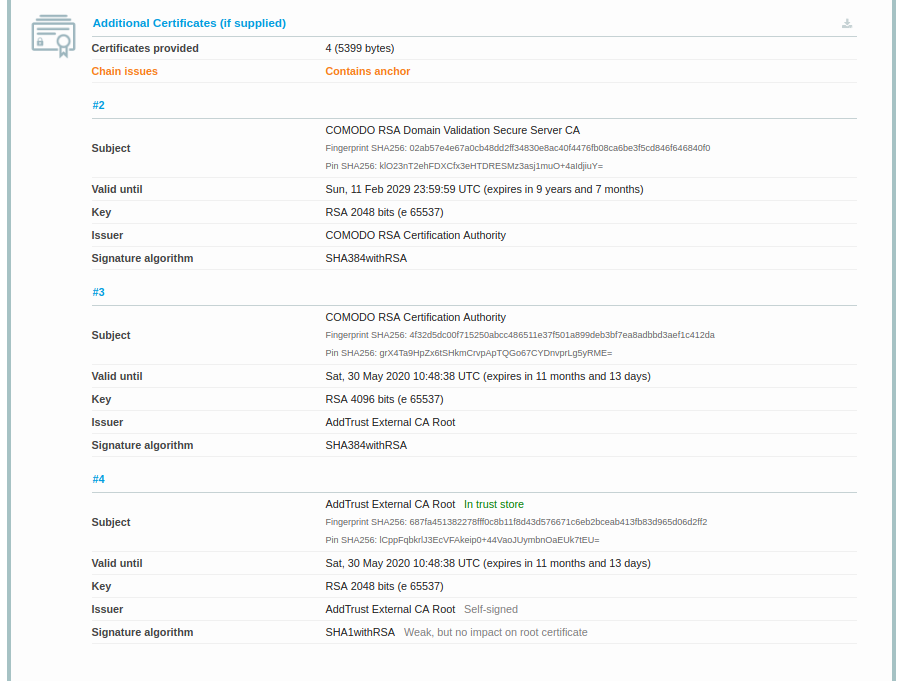 Additional Certificates (if supplied)
Certificates provided 4 (5399 bytes)
Chain issues Contains anchor
#2
Subject
COMODO RSA Domain Validation Secure Server CA
Fingerprint SHA256: 02ab57e4e67a0cb48dd2ff34830e8ac40f4476fb08ca6be3f5cd846f646840f0
Pin SHA256: klO23nT2ehFDXCfx3eHTDRESMz3asj1muO+4aIdjiuY=
Valid until Sun, 11 Feb 2029 23:59:59 UTC (expires in 9 years and 7 months)
Key RSA 2048 bits (e 65537)
Issuer COMODO RSA Certification Authority
Signature algorithm SHA384withRSA
#3
Subject
COMODO RSA Certification Authority
Fingerprint SHA256: 4f32d5dc00f715250abcc486511e37f501a899deb3bf7ea8adbbd3aef1c412da
Pin SHA256: grX4Ta9HpZx6tSHkmCrvpApTQGo67CYDnvprLg5yRME=
Valid until Sat, 30 May 2020 10:48:38 UTC (expires in 11 months and 13 days)
Key RSA 4096 bits (e 65537)
Issuer AddTrust External CA Root
Signature algorithm SHA384withRSA
#4
Subject
AddTrust External CA Root In trust store
Fingerprint SHA256: 687fa451382278fff0c8b11f8d43d576671c6eb2bceab413fb83d965d06d2ff2
Pin SHA256: lCppFqbkrlJ3EcVFAkeip0+44VaoJUymbnOaEUk7tEU=
Valid until Sat, 30 May 2020 10:48:38 UTC (expires in 11 months and 13 days)
Key RSA 2048 bits (e 65537)
Issuer AddTrust External CA Root Self-signed
Signature algorithm SHA1withRSA Weak, but no impact on root certificate